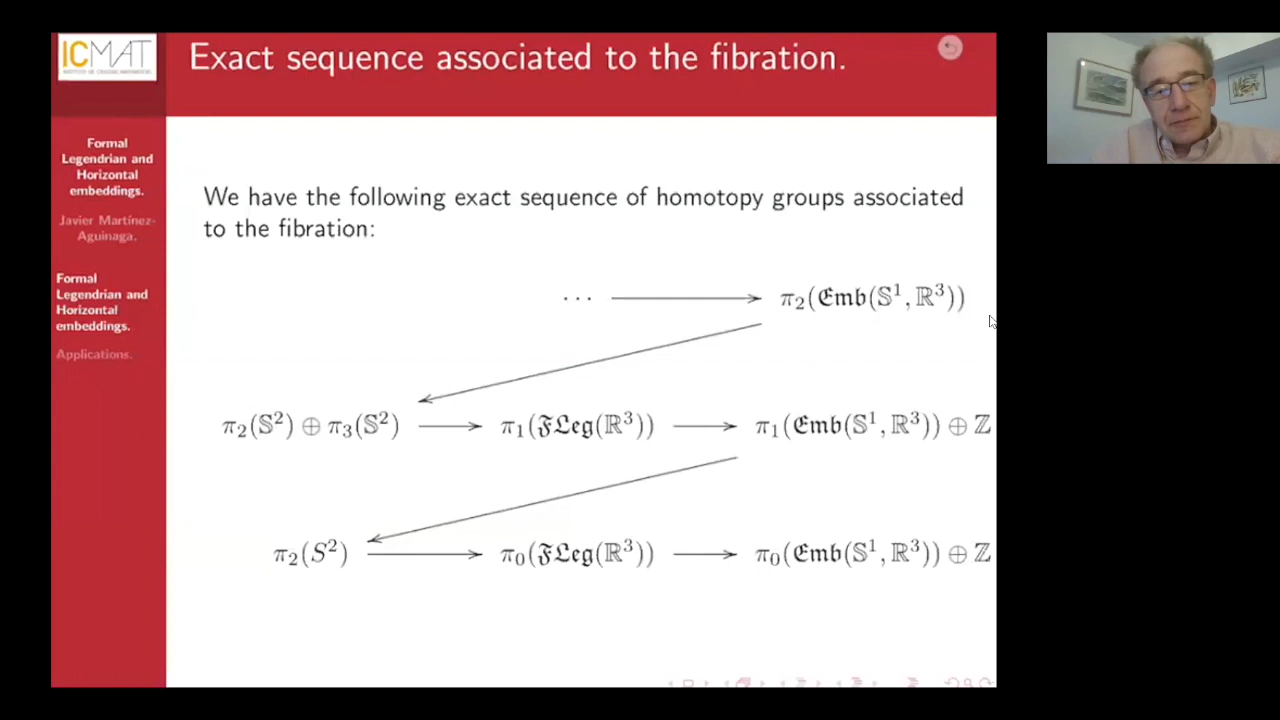 ICMAT
Exact sequence associated to the fibration.
Formal
Legendrian and
Horizontal
embeddings.
Javier Martínez-
Aguinaga.
Formal
Legendrian and
Horizontal
embeddings.
Applications.
We have the following exact sequence of homotopy groups associated
to the fibration:
··· ⟶ π₂(𝔈𝔪𝔟(𝕊¹, ℝ³))
π₂(𝕊²) ⊕ π₃(𝕊²) ⟶ π₁(𝔉𝔏𝔢𝔤(ℝ³)) ⟶ π₁(𝔈𝔪𝔟(𝕊¹, ℝ³)) ⊕ ℤ
π₂(S²) ⟶ π₀(𝔉𝔏𝔢𝔤(ℝ³)) ⟶ π₀(𝔈𝔪𝔟(𝕊¹, ℝ³)) ⊕ ℤ